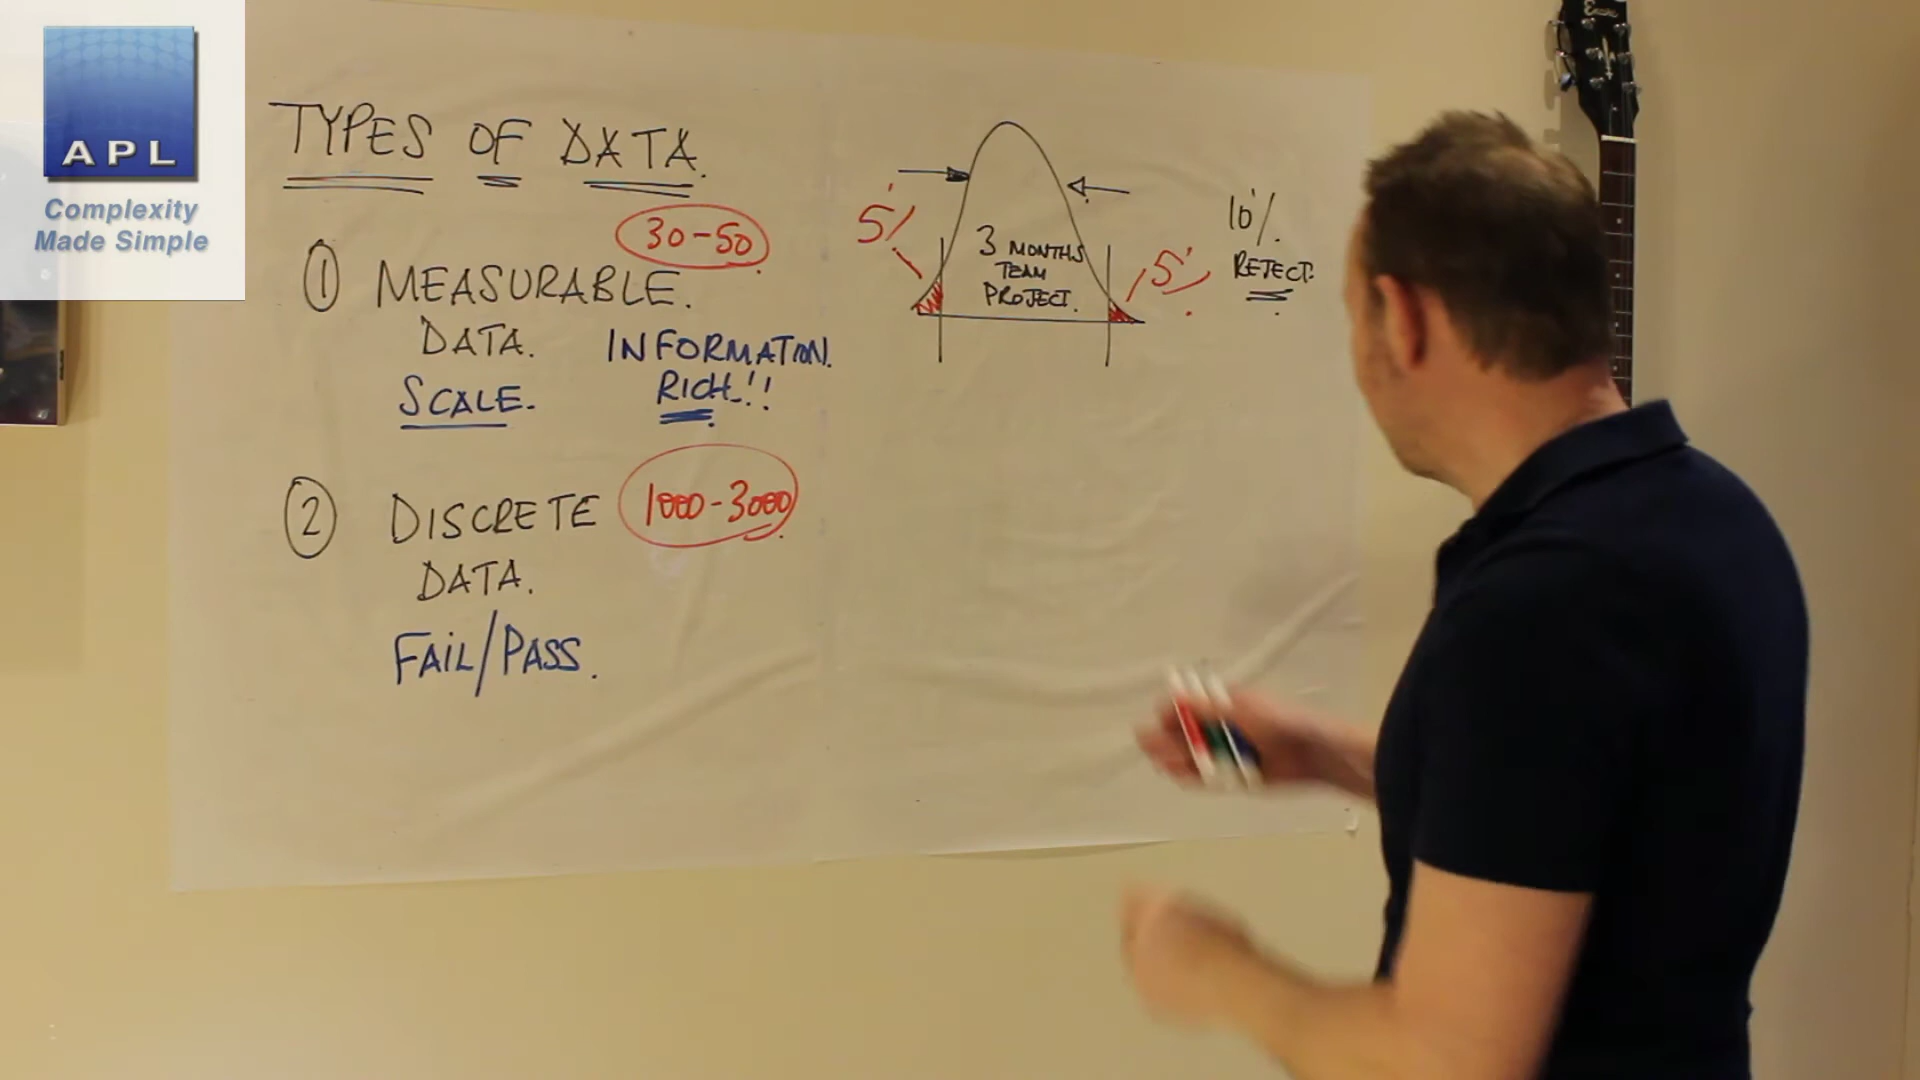 APL
Complexity
Made Simple
TYPES OF DATA.
① MEASURABLE.
30-50
DATA.
SCALE.
INFORMATION.
RICH!!
② DISCRETE
1000-3000
DATA.
FAIL/PASS.
5%
3 MONTHS
TEAM
PROJECT.
5%
10%
REJECT.